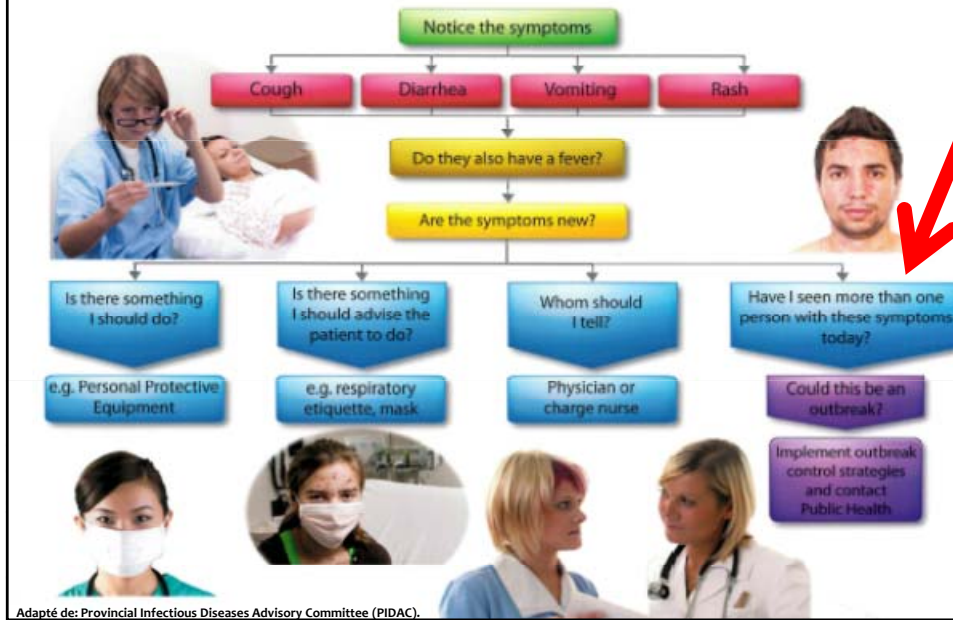 Notice the symptoms
Cough
Diarrhea
Vomiting
Rash
Do they also have a fever?
Are the symptoms new?
Is there something
I should do?
e.g. Personal Protective
Equipment
Is there something
I should advise the
patient to do?
e.g. respiratory
etiquette, mask
Whom should
I tell?
Physician or
charge nurse
Have I seen more than one
person with these symptoms
today?
Could this be an
outbreak?
Implement outbreak
control strategies
and contact
Public Health
Adapté de: Provincial Infectious Diseases Advisory Committee (PIDAC).